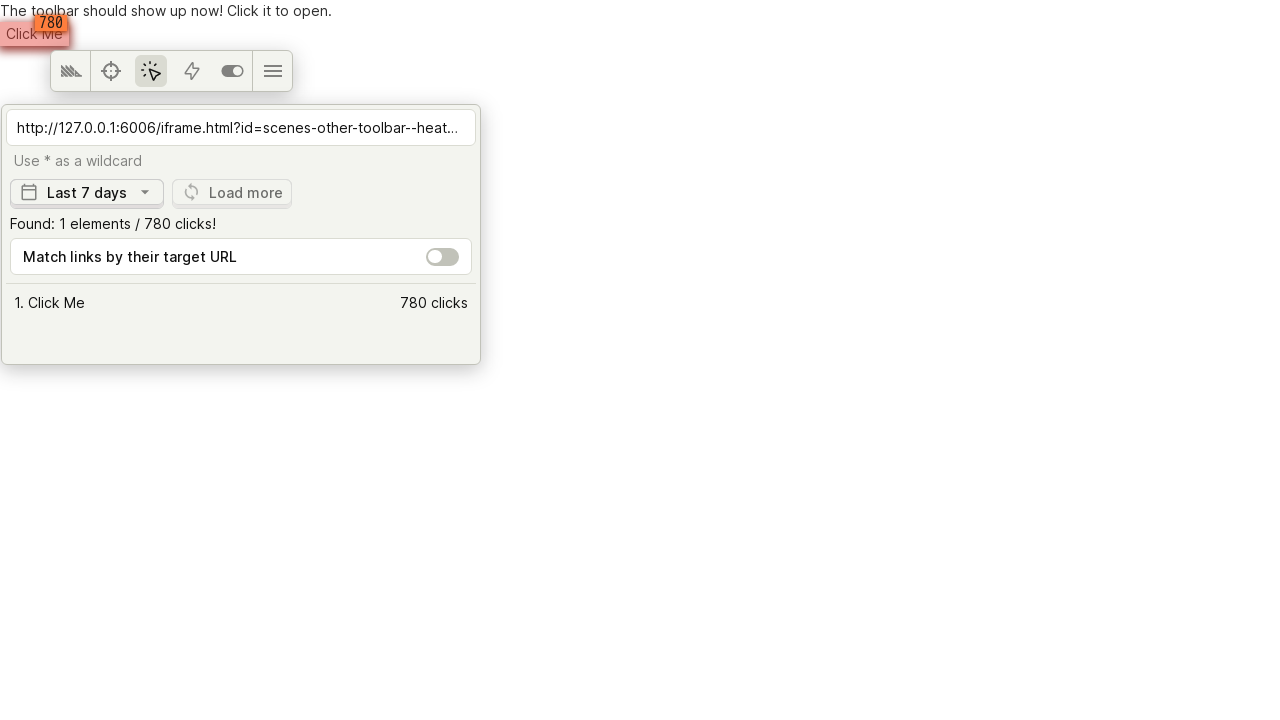 The toolbar should show up now! Click it to open.
780
Click Me
http://127.0.0.1:6006/iframe.html?id=scenes-other-toolbar--heat...
Use * as a wildcard
Last 7 days
Load more
Found: 1 elements / 780 clicks!
Match links by their target URL
1. Click Me 780 clicks